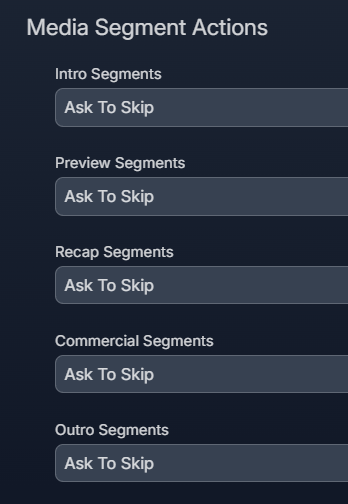 Media Segment Actions
Intro Segments
Ask To Skip
Preview Segments
Ask To Skip
Recap Segments
Ask To Skip
Commercial Segments
Ask To Skip
Outro Segments
Ask To Skip